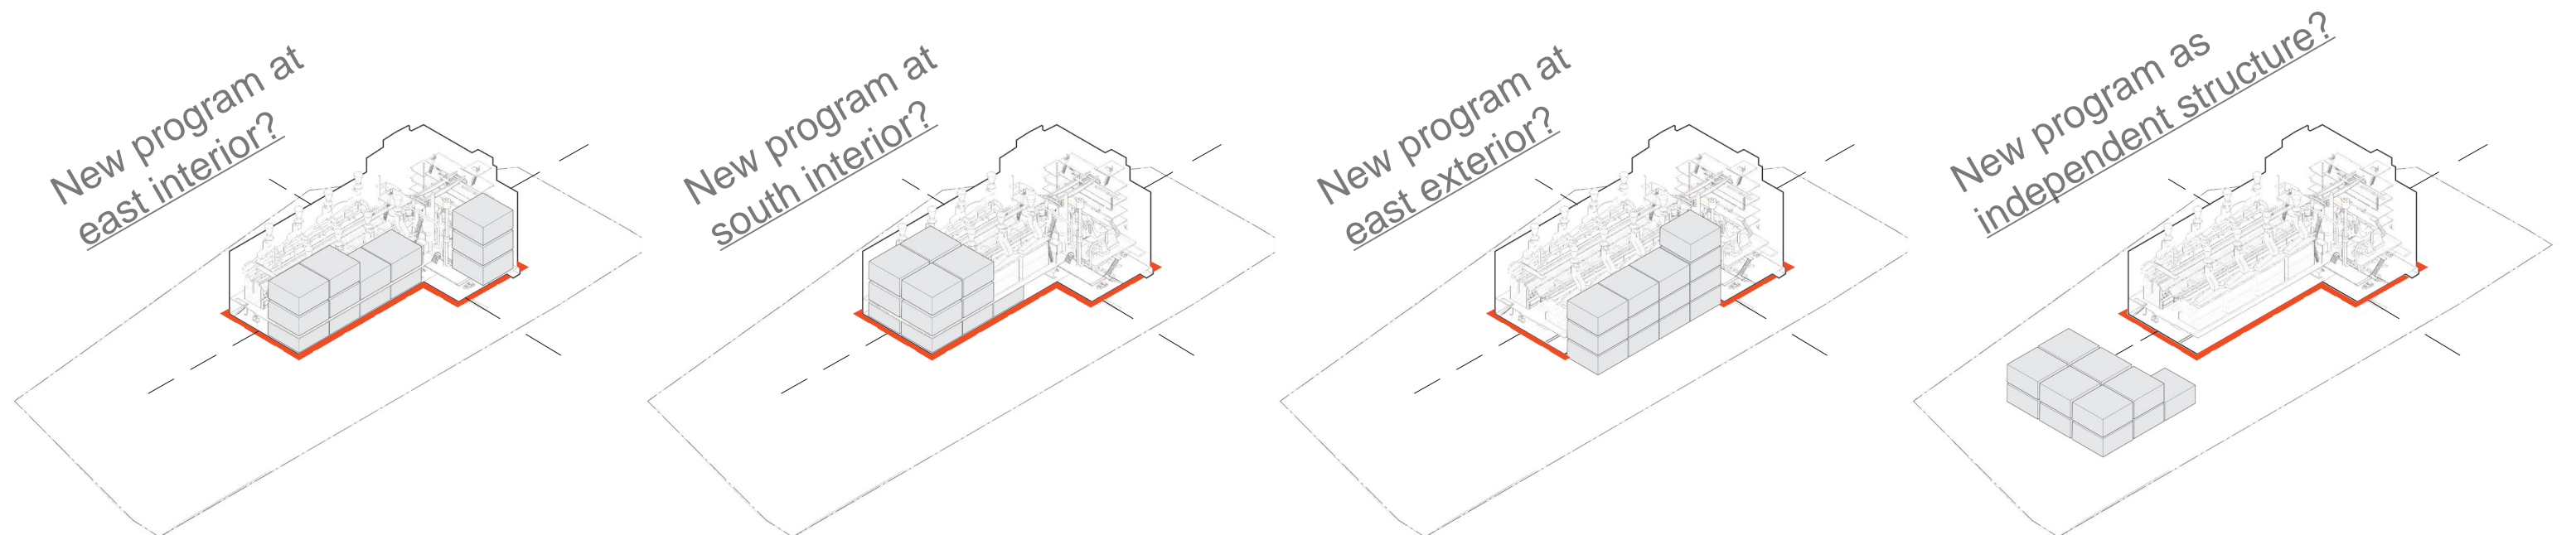 New program at
east interior?
New program at
south interior?
New program at
east exterior?
New program as
independent structure?